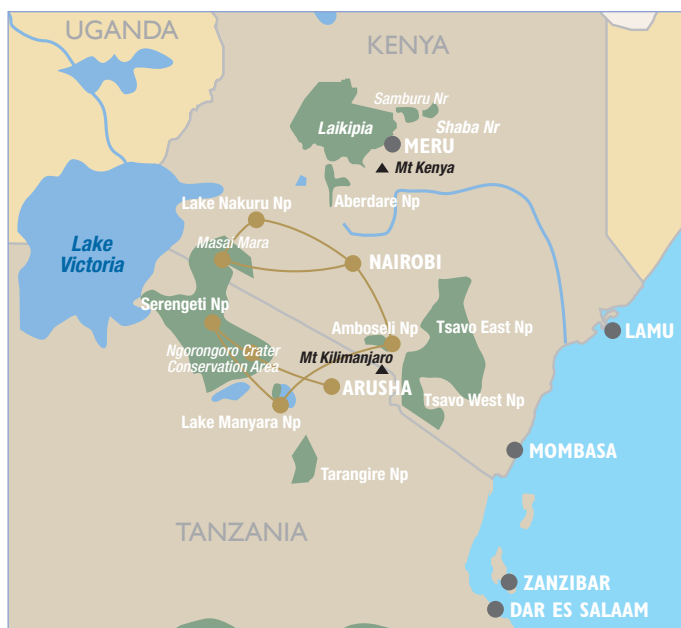 UGANDA
KENYA
Samburu Nr
Laikipia
Shaba Nr
MERU
Mt Kenya
Lake Nakuru Np
Aberdare Np
Lake
Victoria
Masai Mara
NAIROBI
Serengeti Np
Amboseli Np
Tsavo East Np
LAMU
Ngorongoro Crater
Conservation Area
Mt Kilimanjaro
ARUSHA
Tsavo West Np
Lake Manyara Np
MOMBASA
Tarangire Np
TANZANIA
ZANZIBAR
DAR ES SALAAM